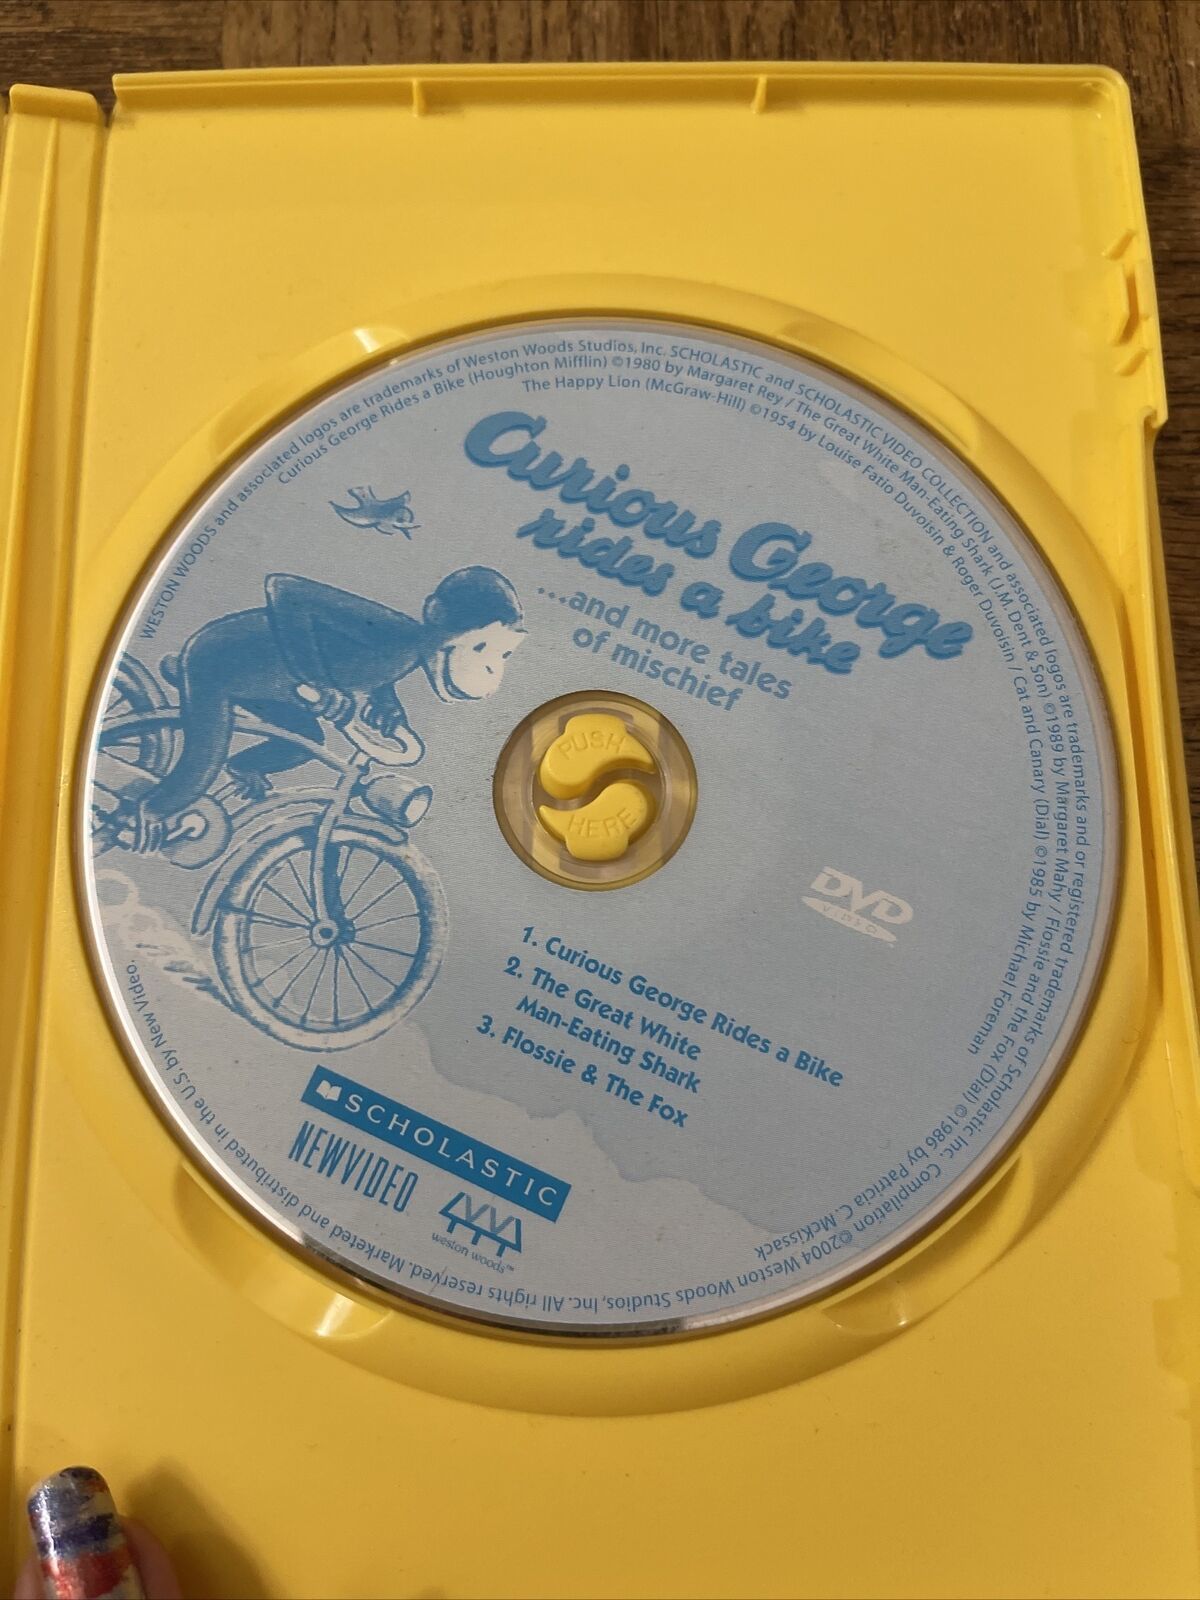 WESTON WOODS and associated logos are trademarks of Weston Woods Studios, Inc. SCHOLASTIC and SCHOLASTIC VIDEO COLLECTION and associated logos are trademarks and or registered trademarks of Scholastic Inc. Compilation ©2004 Weston Woods Studios, Inc. All rights reserved. Marketed and distributed in the U.S. by New Video.
Curious George Rides a Bike (Houghton Mifflin) ©1980 by Margaret Rey / The Great White Man-Eating Shark (J.M. Dent & Son) ©1989 by Margaret Mahy / Flossie and the Fox (Dial) ©1986 by Patricia C. McKissack
The Happy Lion (McGraw-Hill) ©1954 by Louise Fatio Duvoisin & Roger Duvoisin / Cat and Canary (Dial) ©1985 by Michael Foreman
Curious George
rides a bike
...and more tales
of mischief
PUSH
HERE
DVD
VIDEO
1. Curious George Rides a Bike
2. The Great White
Man-Eating Shark
3. Flossie & The Fox
SCHOLASTIC
NEWVIDEO
weston woods™